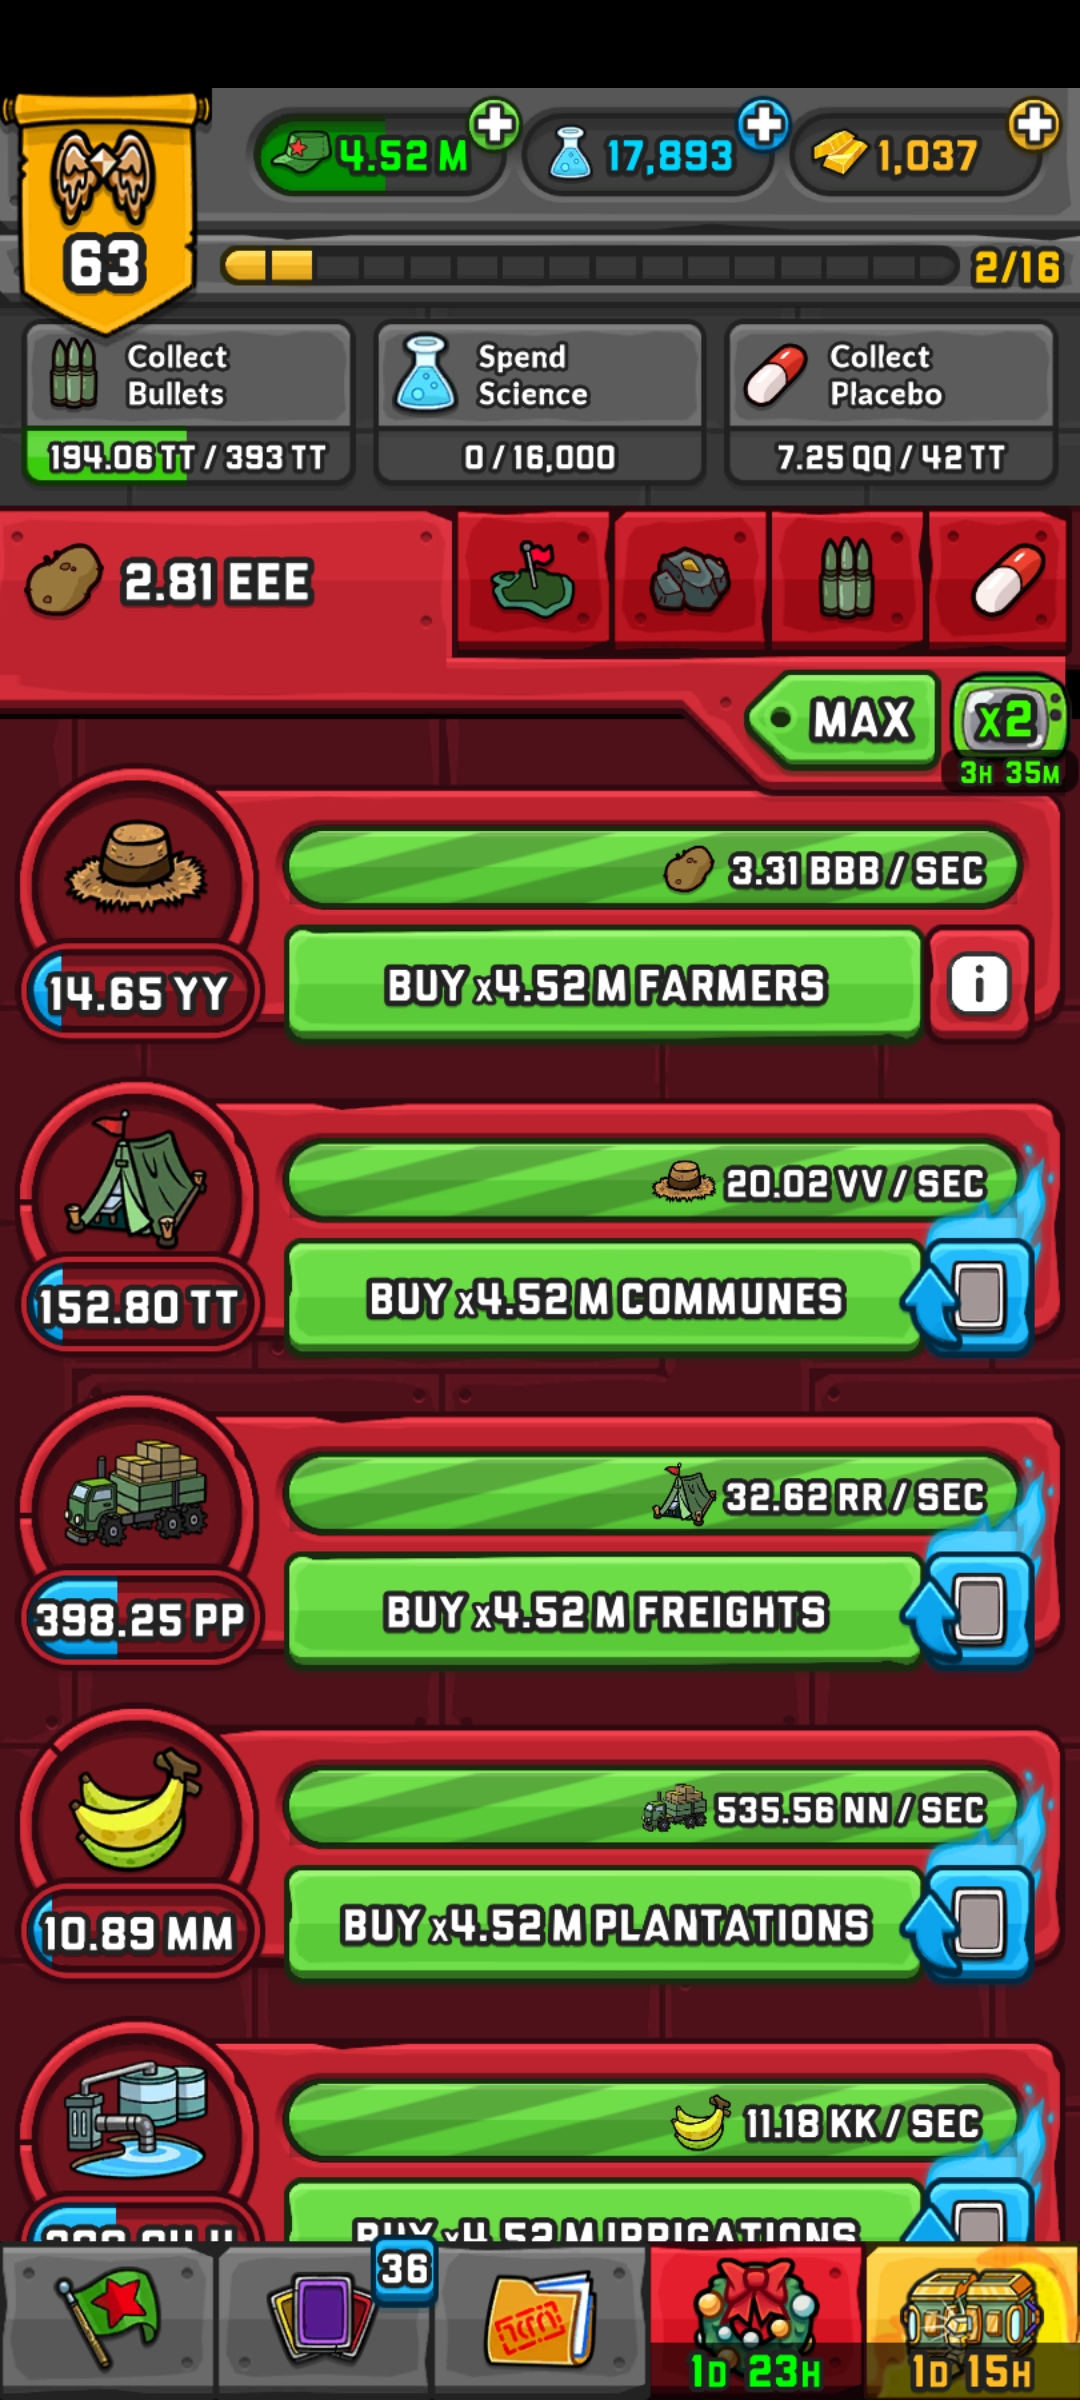 4.52 M
17,893
1,037
63
2/16
Collect
Bullets
194.06 TT / 393 TT
Spend
Science
0 / 16,000
Collect
Placebo
7.25 QQ / 42 TT
2.81 EEE
MAX
x2
3H 35M
3.31 BBB / SEC
14.65 YY
BUY x4.52 M FARMERS
i
20.02 VV / SEC
152.80 TT
BUY x4.52 M COMMUNES
32.62 RR / SEC
398.25 PP
BUY x4.52 M FREIGHTS
535.56 NN / SEC
10.89 MM
BUY x4.52 M PLANTATIONS
11.18 KK / SEC
BUY x4.52 M IRRIGATIONS
36
1D 23H
1D 15H